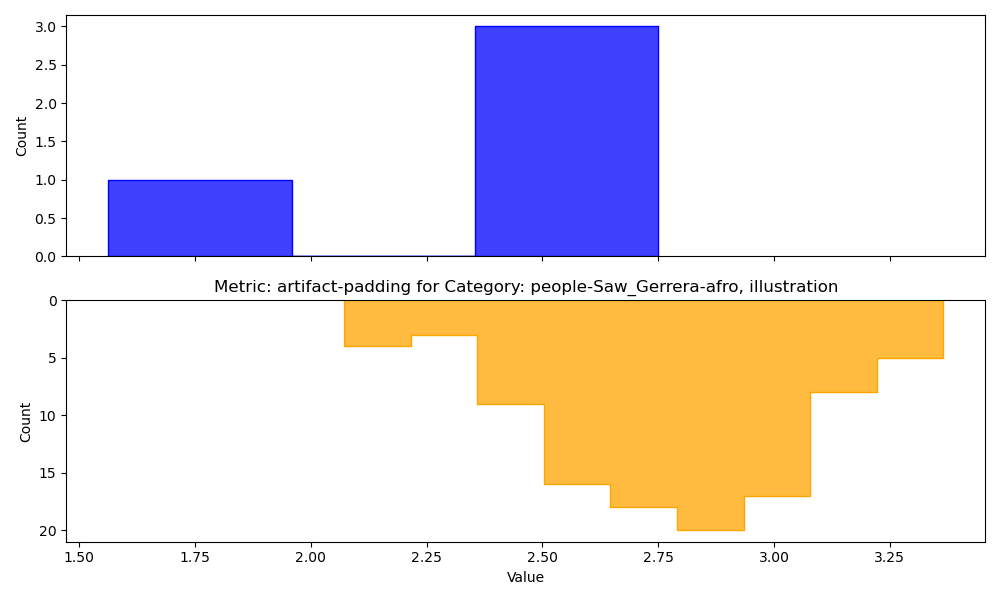 3.0
2.5
2.0
1.5
1.0
0.5
0.0
Count
Metric: artifact-padding for Category: people-Saw_Gerrera-afro, illustration
0
5
10
15
20
Count
1.50 1.75 2.00 2.25 2.50 2.75 3.00 3.25
Value